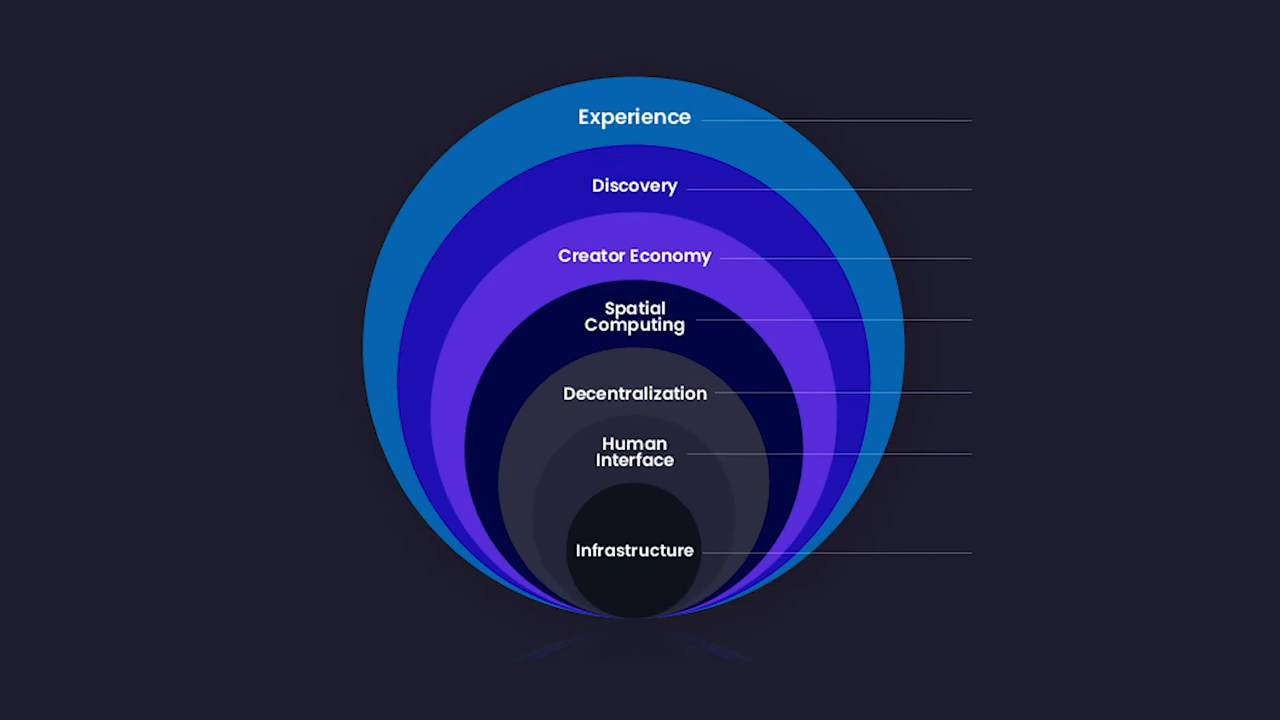 Experience
Discovery
Creator Economy
Spatial
Computing
Decentralization
Human
Interface
Infrastructure